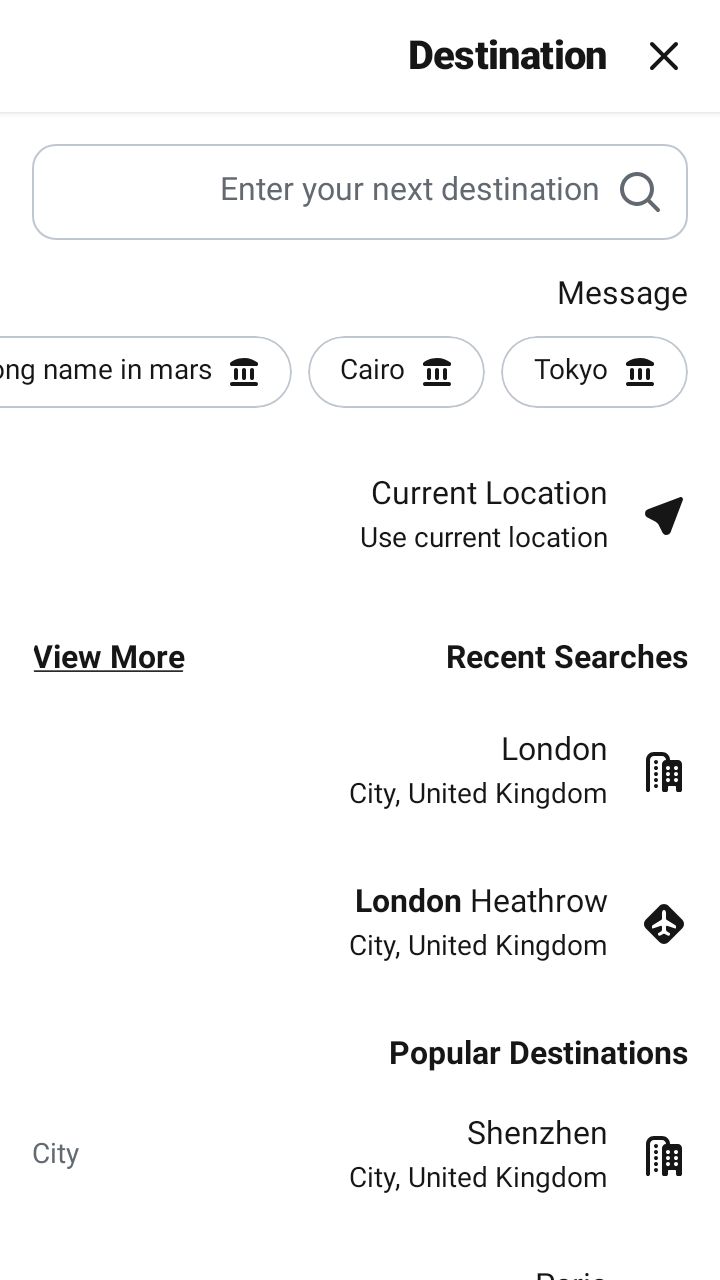 Destination
Enter your next destination
Message
Tokyo
Cairo
ong name in mars
Current Location
Use current location
Recent Searches
View More
London
City, United Kingdom
London Heathrow
City, United Kingdom
Popular Destinations
Shenzhen
City, United Kingdom
City